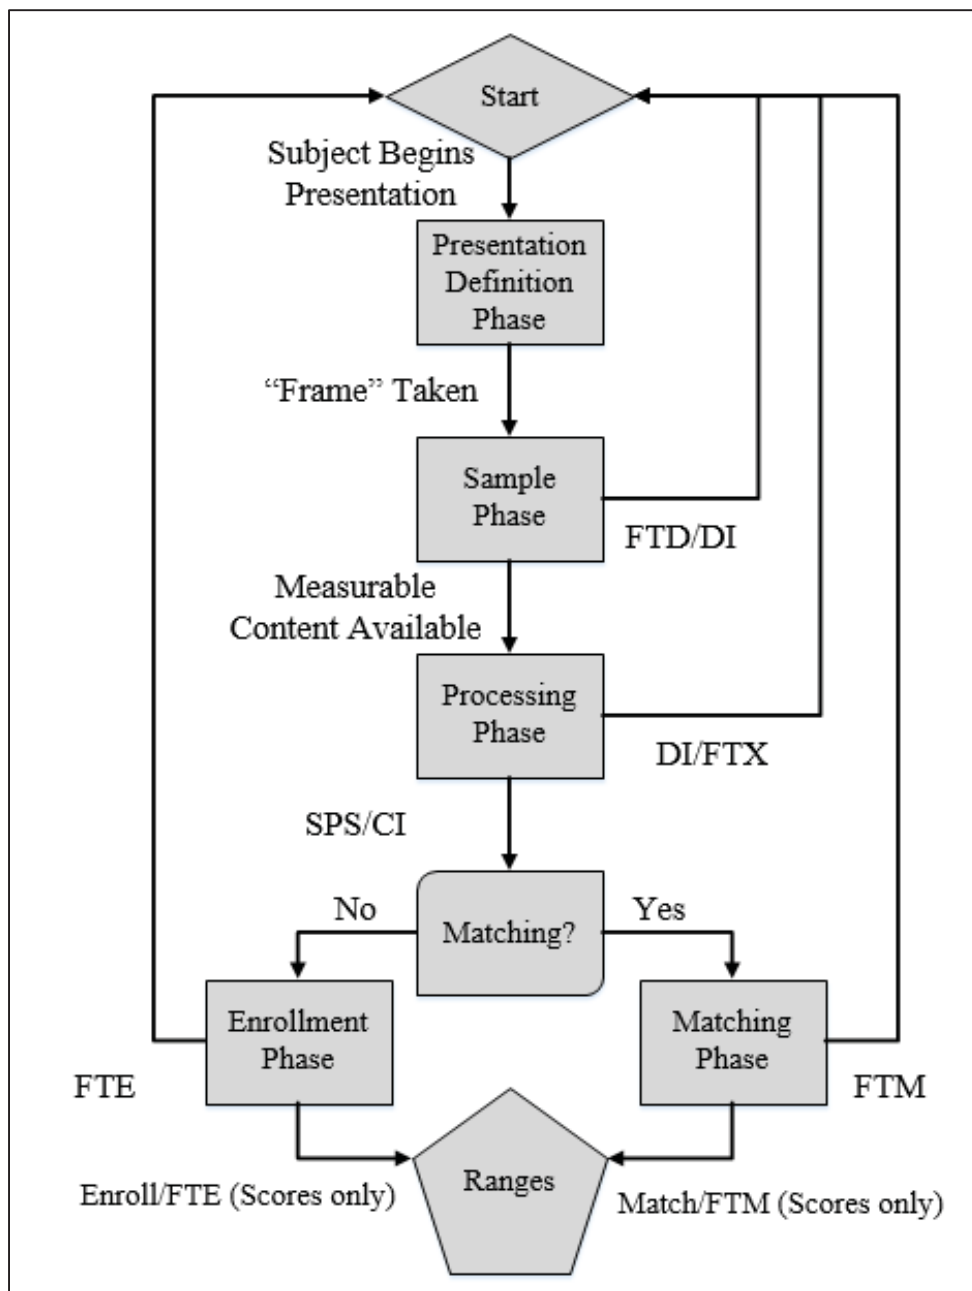 Start
Subject Begins
Presentation
Presentation
Definition
Phase
“Frame” Taken
Sample
Phase
FTD/DI
Measurable
Content Available
Processing
Phase
DI/FTX
SPS/CI
No
Matching?
Yes
Enrollment
Phase
Matching
Phase
FTE
FTM
Ranges
Enroll/FTE (Scores only)
Match/FTM (Scores only)